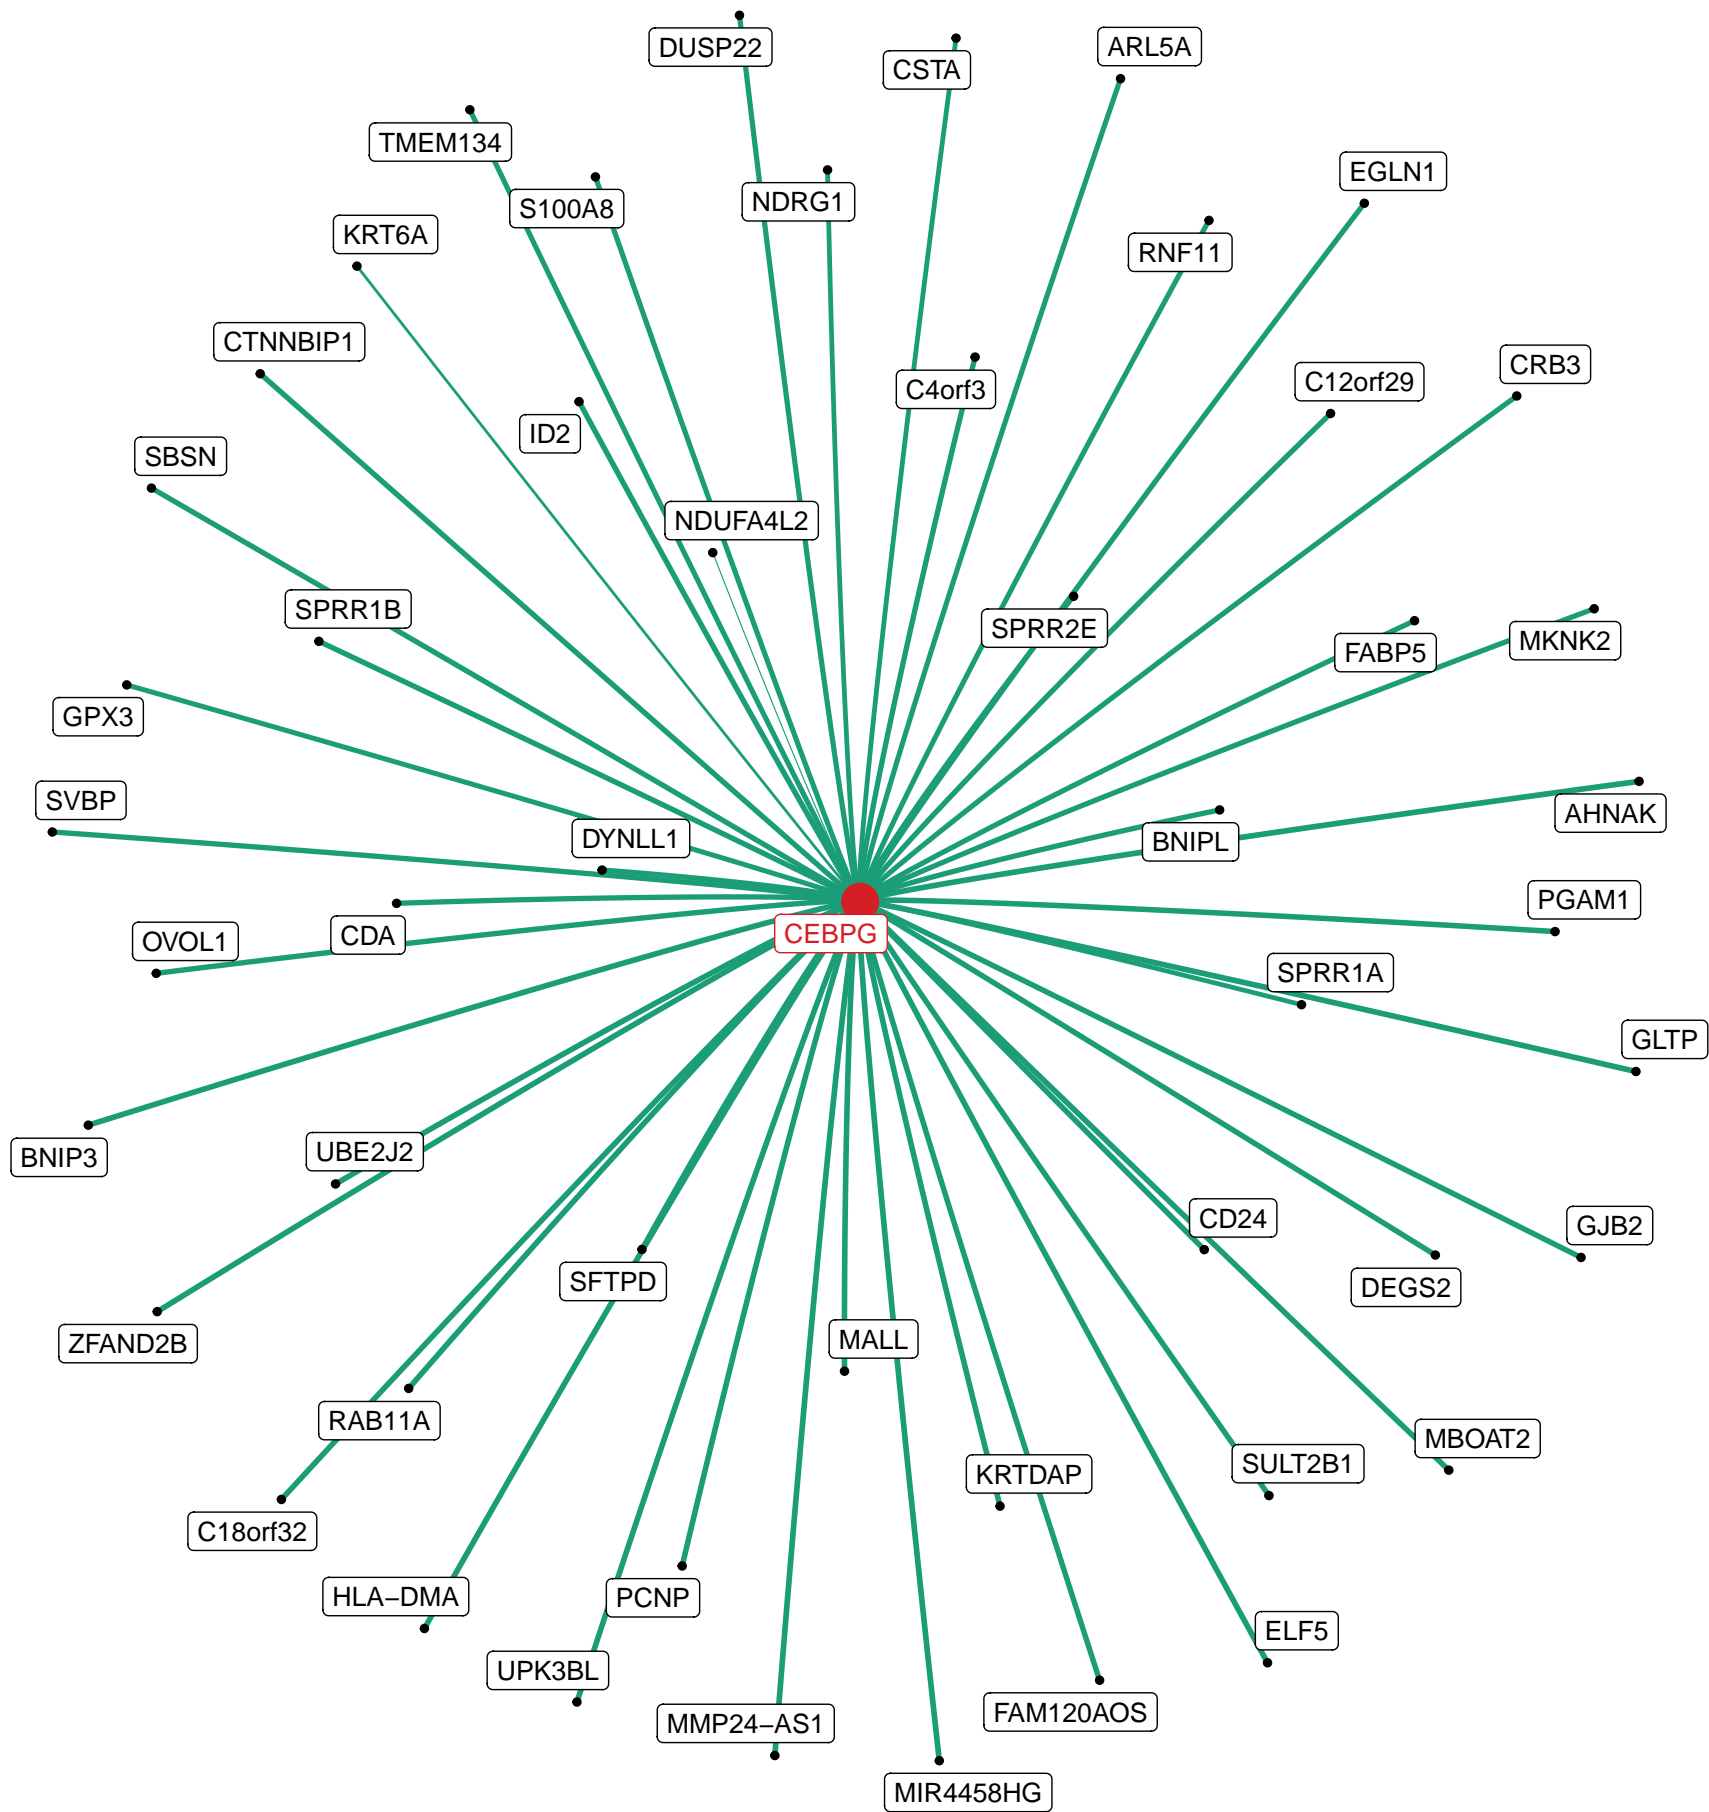 DUSP22
CSTA
ARL5A
TMEM134
EGLN1
NDRG1
S100A8
KRT6A
RNF11
CTNNBIP1
CRB3
C12orf29
C4orf3
ID2
SBSN
NDUFA4L2
SPRR1B
SPRR2E
MKNK2
FABP5
GPX3
SVBP
AHNAK
DYNLL1
BNIPL
PGAM1
CEBPG
CDA
OVOL1
SPRR1A
GLTP
UBE2J2
BNIP3
CD24
GJB2
SFTPD
DEGS2
MALL
ZFAND2B
RAB11A
MBOAT2
SULT2B1
KRTDAP
C18orf32
HLA−DMA
PCNP
ELF5
UPK3BL
FAM120AOS
MMP24−AS1
MIR4458HG